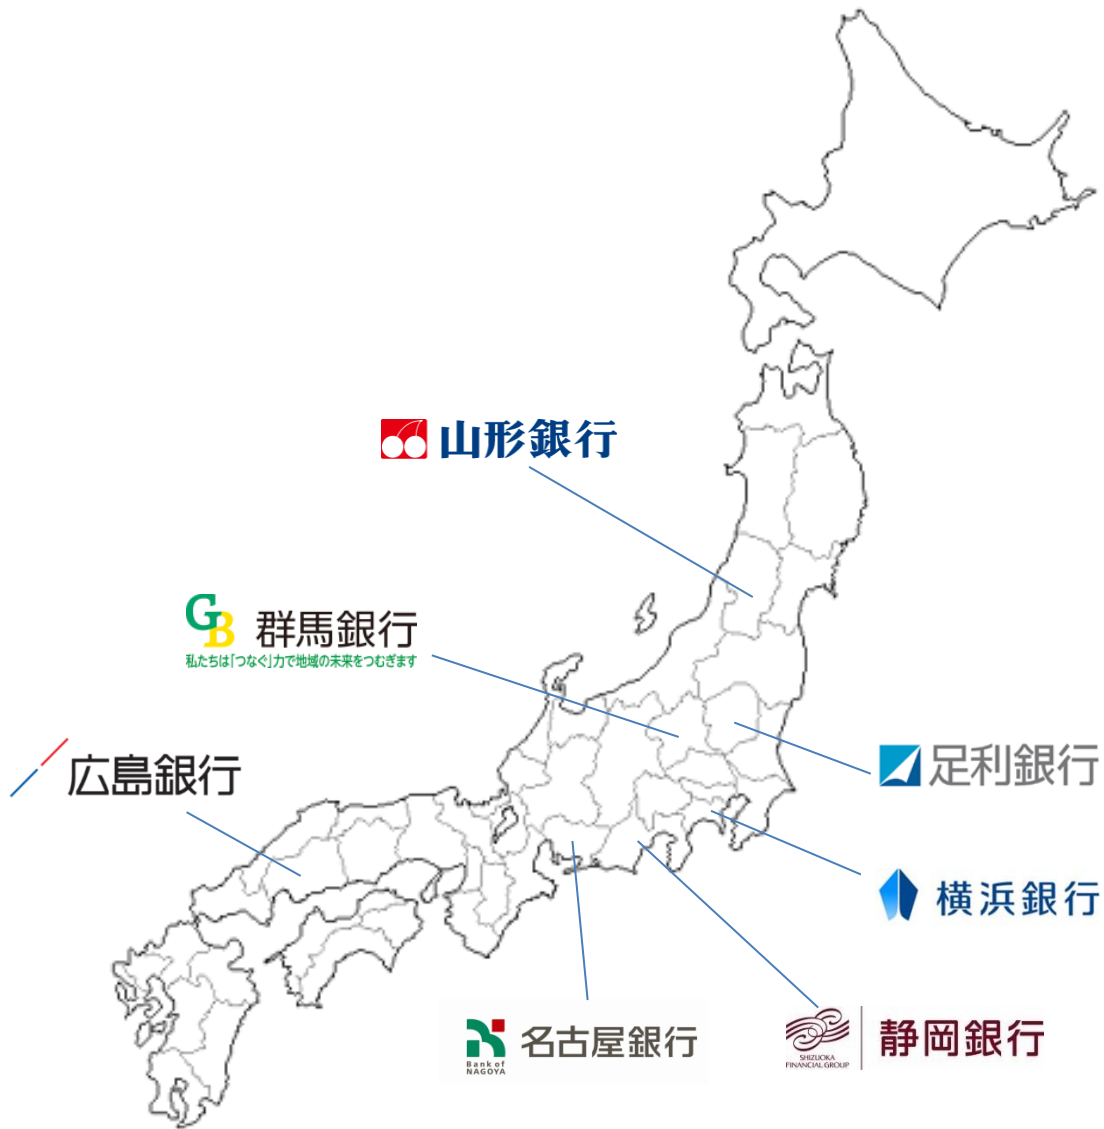 山形銀行
GB 群馬銀行
私たちは「つなぐ」力で地域の未来をつむぎます
広島銀行
足利銀行
横浜銀行
Bank of
NAGOYA
名古屋銀行
SHIZUOKA
FINANCIAL GROUP
静岡銀行